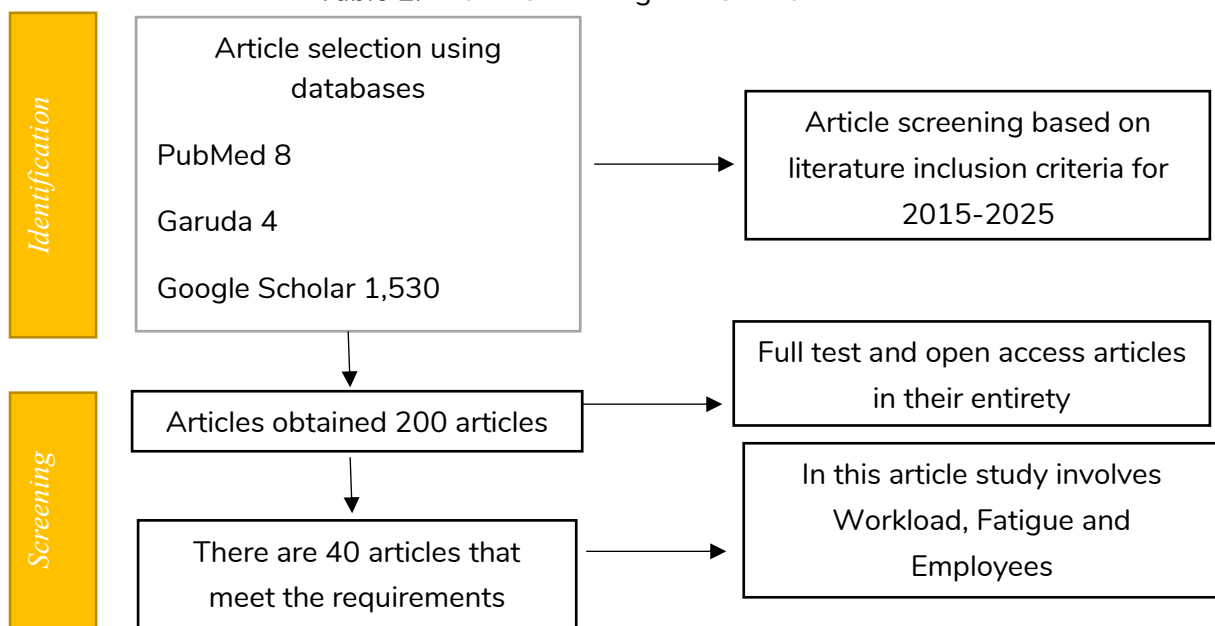 Identification
Article selection using
databases
PubMed 8
Garuda 4
Google Scholar 1,530
Article screening based on
literature inclusion criteria for
2015-2025
Screening
Articles obtained 200 articles
Full test and open access articles
in their entirety
There are 40 articles that
meet the requirements
In this article study involves
Workload, Fatigue and
Employees